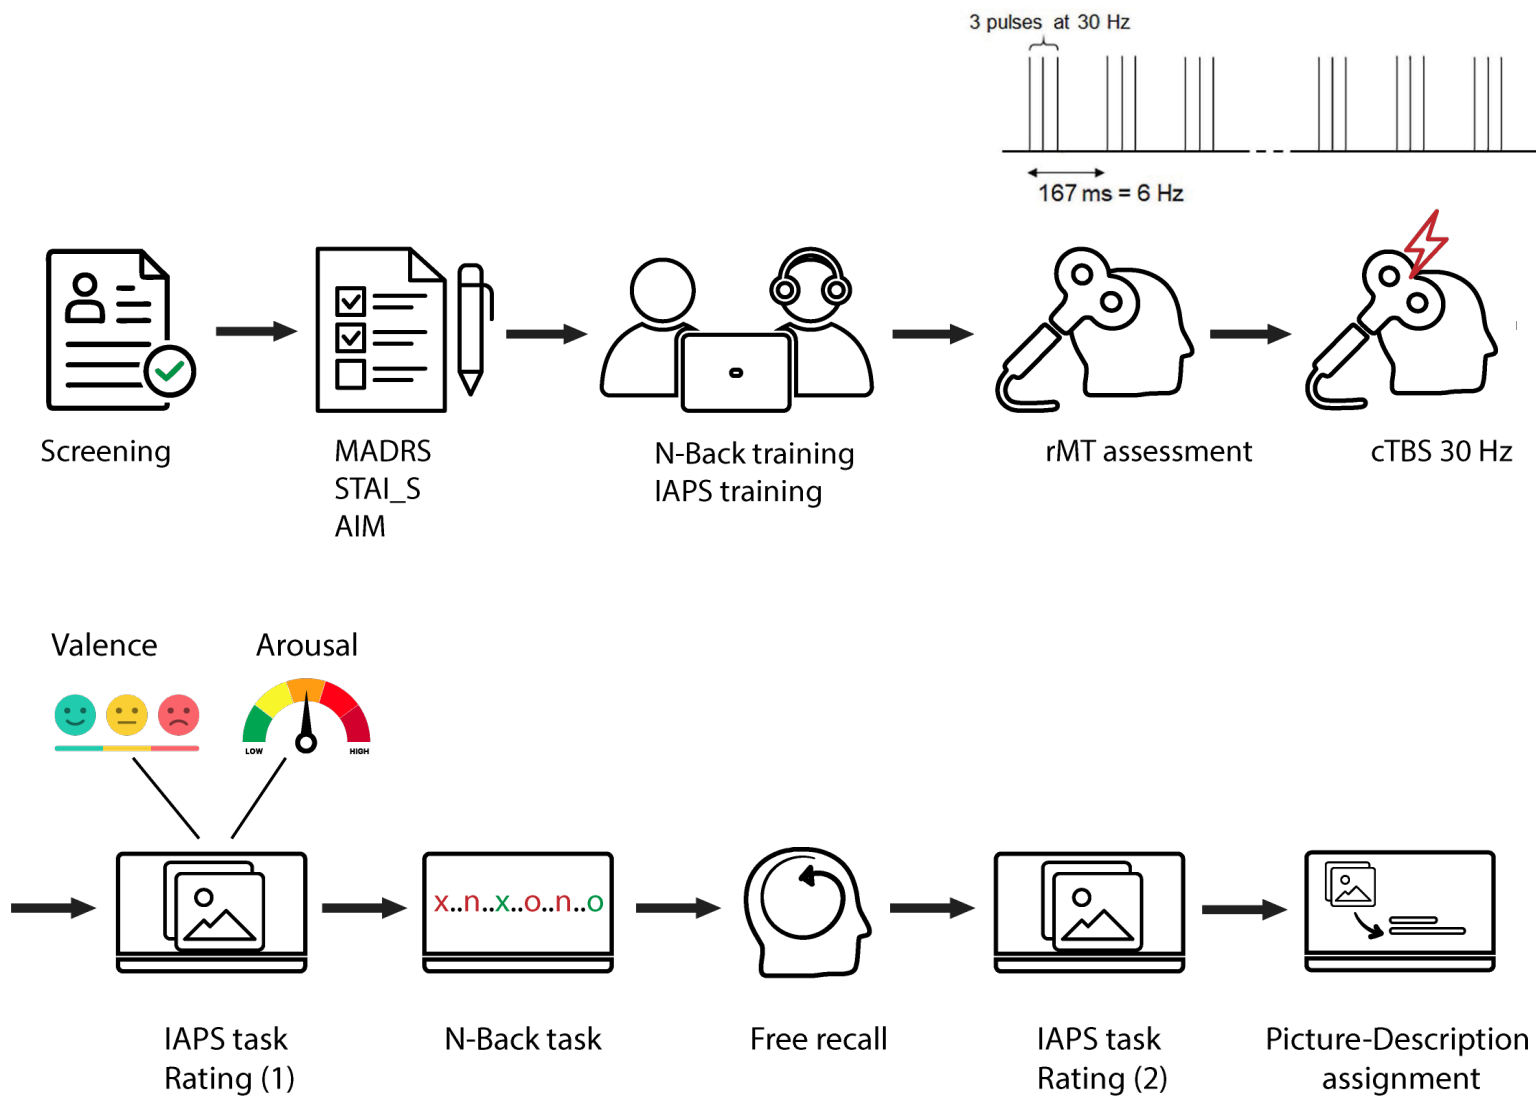 3 pulses at 30 Hz
167 ms = 6 Hz
Screening
MADRS
STAI_S
AIM
N-Back training
IAPS training
rMT assessment
cTBS 30 Hz
Valence
Arousal
LOW
HIGH
x..n..x..o..n..o
IAPS task
Rating (1)
N-Back task
Free recall
IAPS task
Rating (2)
Picture-Description
assignment